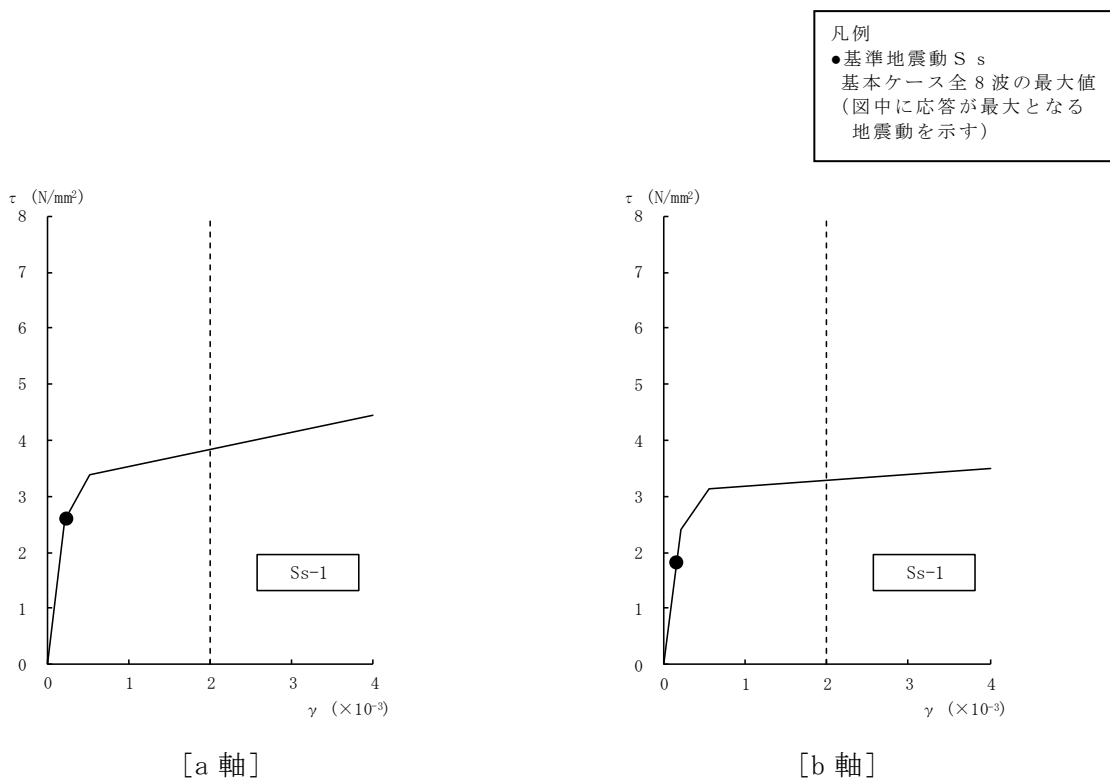 凡例
●基準地震動Ｓｓ
基本ケース全8波の最大値
(図中に応答が最大となる
地震動を示す)
τ (N/mm²)
8
7
6
5
4
3
2
1
0
0 1 2 3 4
γ (×10⁻³)
Ss-1
[a 軸]
τ (N/mm²)
8
7
6
5
4
3
2
1
0
0 1 2 3 4
γ (×10⁻³)
Ss-1
[b 軸]